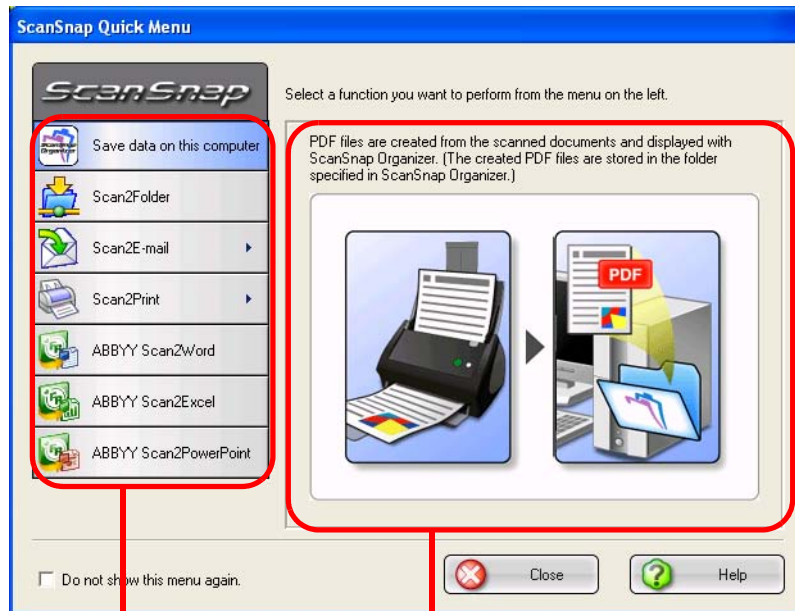 ScanSnap Quick Menu
ScanSnap
Select a function you want to perform from the menu on the left.
Save data on this computer
Scan2Folder
Scan2E-mail
Scan2Print
ABBYY Scan2Word
ABBYY Scan2Excel
ABBYY Scan2PowerPoint
PDF files are created from the scanned documents and displayed with
ScanSnap Organizer. (The created PDF files are stored in the folder
specified in ScanSnap Organizer.)
PDF
Do not show this menu again.
Close
Help